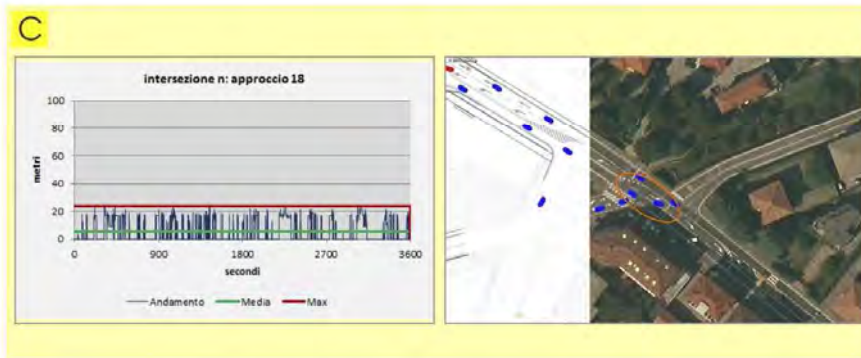 C
intersezione n: approccio 18
metri
100
80
60
40
20
0
0 900 1800 2700 3600
secondi
Andamento Media Max